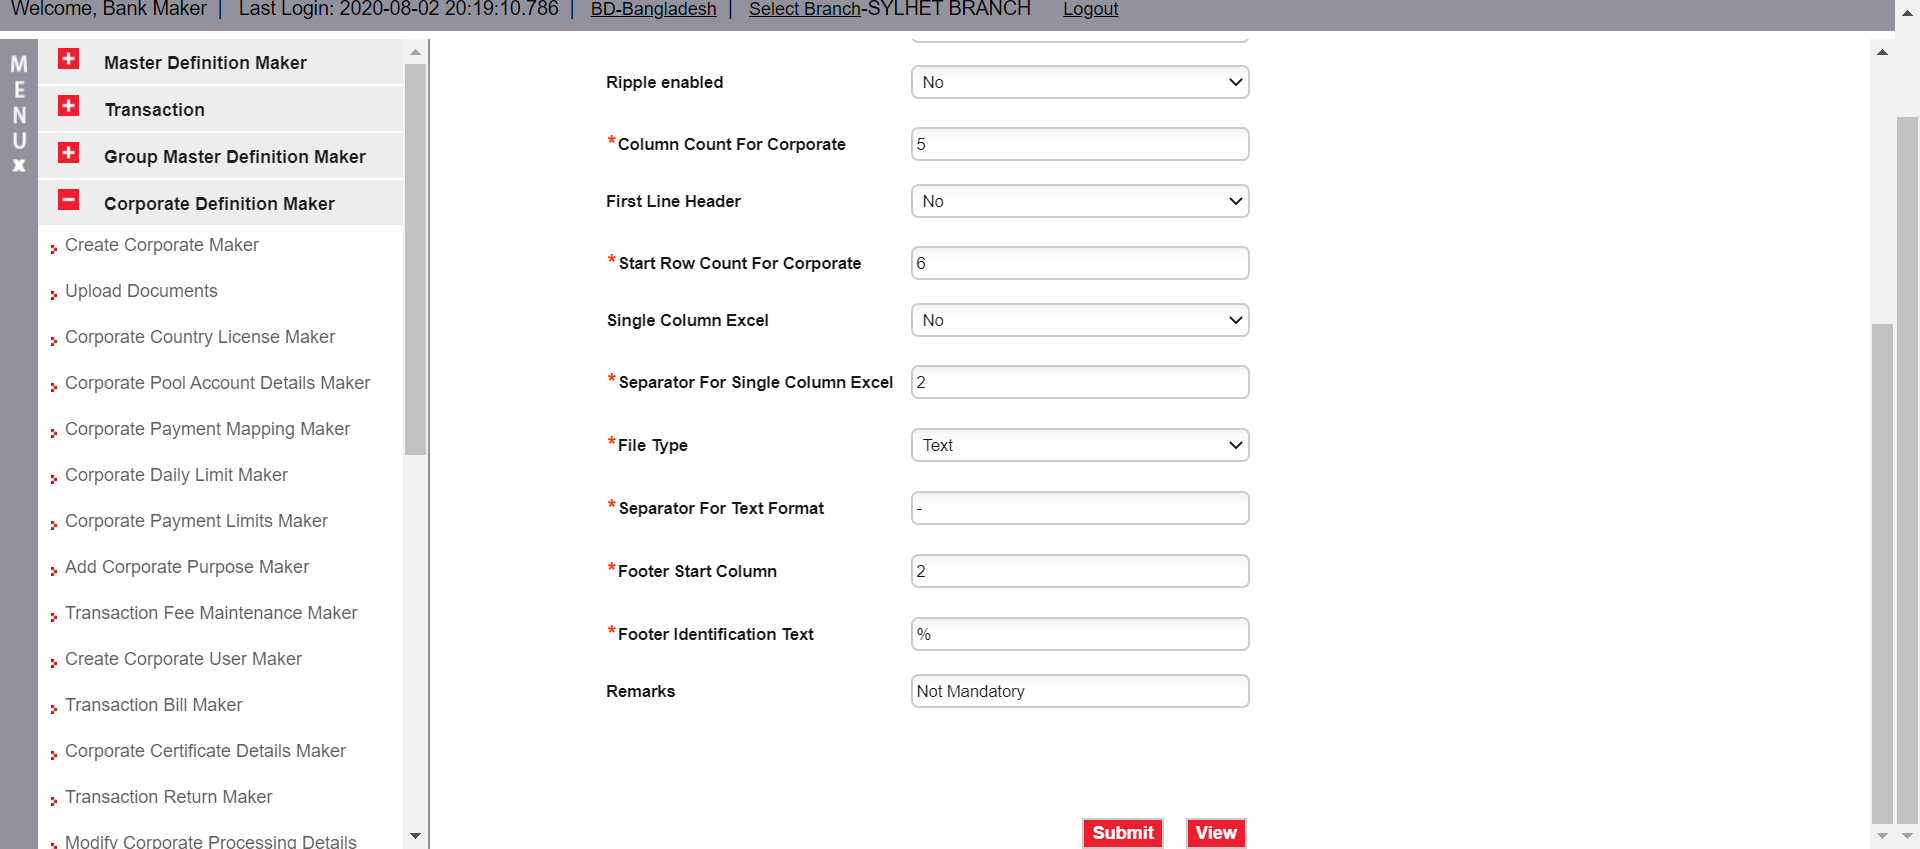 Welcome, Bank Maker | Last Login: 2020-08-02 20:19:10.786 | BD-Bangladesh | Select Branch-SYLHET BRANCH Logout
MENU X
Master Definition Maker
Transaction
Group Master Definition Maker
Corporate Definition Maker
Create Corporate Maker
Upload Documents
Corporate Country License Maker
Corporate Pool Account Details Maker
Corporate Payment Mapping Maker
Corporate Daily Limit Maker
Corporate Payment Limits Maker
Add Corporate Purpose Maker
Transaction Fee Maintenance Maker
Create Corporate User Maker
Transaction Bill Maker
Corporate Certificate Details Maker
Transaction Return Maker
Modify Corporate Processing Details
Ripple enabled No
*Column Count For Corporate 5
First Line Header No
*Start Row Count For Corporate 6
Single Column Excel No
*Separator For Single Column Excel 2
*File Type Text
*Separator For Text Format -
*Footer Start Column 2
*Footer Identification Text %
Remarks Not Mandatory
Submit View